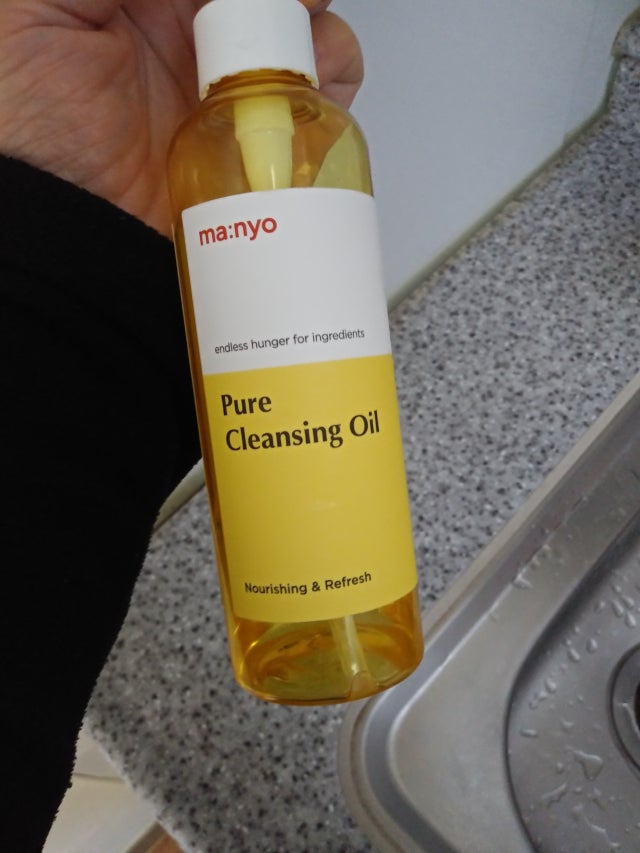 ma:nyo
endless hunger for ingredients
Pure
Cleansing Oil
Nourishing & Refresh